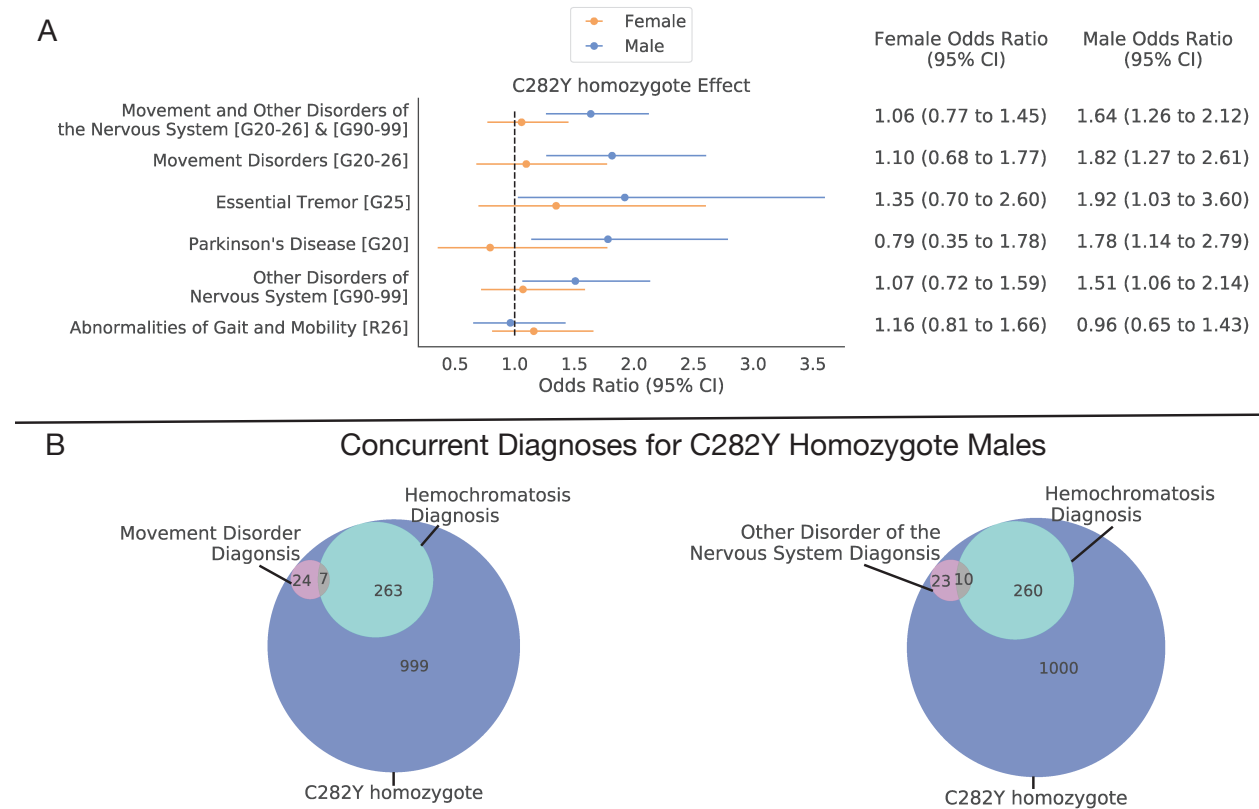 A
Female
Male
Female Odds Ratio
(95% CI)
Male Odds Ratio
(95% CI)
C282Y homozygote Effect
Movement and Other Disorders of
the Nervous System [G20-26] & [G90-99]
1.06 (0.77 to 1.45)
1.64 (1.26 to 2.12)
Movement Disorders [G20-26]
1.10 (0.68 to 1.77)
1.82 (1.27 to 2.61)
Essential Tremor [G25]
1.35 (0.70 to 2.60)
1.92 (1.03 to 3.60)
Parkinson's Disease [G20]
0.79 (0.35 to 1.78)
1.78 (1.14 to 2.79)
Other Disorders of
Nervous System [G90-99]
1.07 (0.72 to 1.59)
1.51 (1.06 to 2.14)
Abnormalities of Gait and Mobility [R26]
1.16 (0.81 to 1.66)
0.96 (0.65 to 1.43)
0.5 1.0 1.5 2.0 2.5 3.0 3.5
Odds Ratio (95% CI)
B
Concurrent Diagnoses for C282Y Homozygote Males
Hemochromatosis
Diagnosis
Movement Disorder
Diagonsis
24 7
263
999
C282Y homozygote
Hemochromatosis
Diagnosis
Other Disorder of the
Nervous System Diagonsis
23 10
260
1000
C282Y homozygote